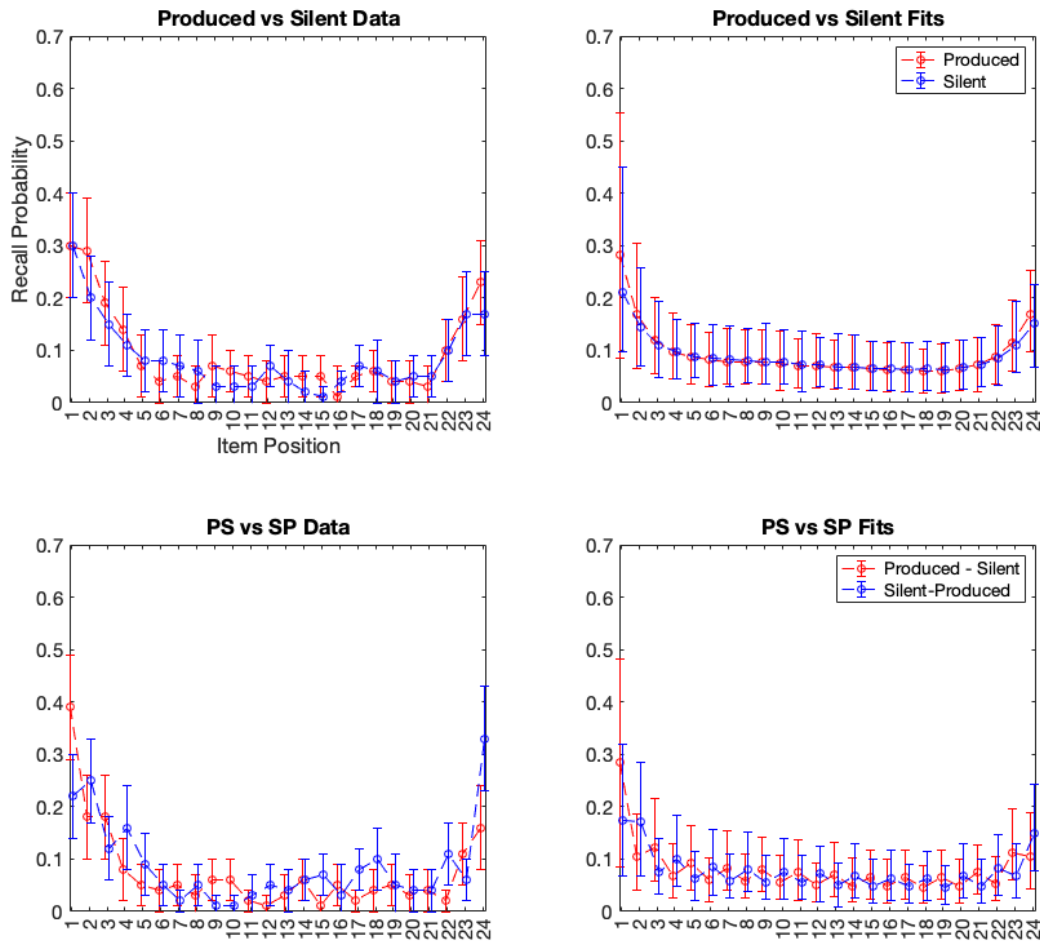 Produced vs Silent Data
0.7
0.6
0.5
0.4
0.3
0.2
0.1
0
Recall Probability
1 2 3 4 5 6 7 8 9 10 11 12 13 14 15 16 17 18 19 20 21 22 23 24
Item Position
Produced vs Silent Fits
Produced
Silent
0.7
0.6
0.5
0.4
0.3
0.2
0.1
0
1 2 3 4 5 6 7 8 9 10 11 12 13 14 15 16 17 18 19 20 21 22 23 24
PS vs SP Data
0.7
0.6
0.5
0.4
0.3
0.2
0.1
0
1 2 3 4 5 6 7 8 9 10 11 12 13 14 15 16 17 18 19 20 21 22 23 24
PS vs SP Fits
Produced - Silent
Silent-Produced
0.7
0.6
0.5
0.4
0.3
0.2
0.1
0
1 2 3 4 5 6 7 8 9 10 11 12 13 14 15 16 17 18 19 20 21 22 23 24